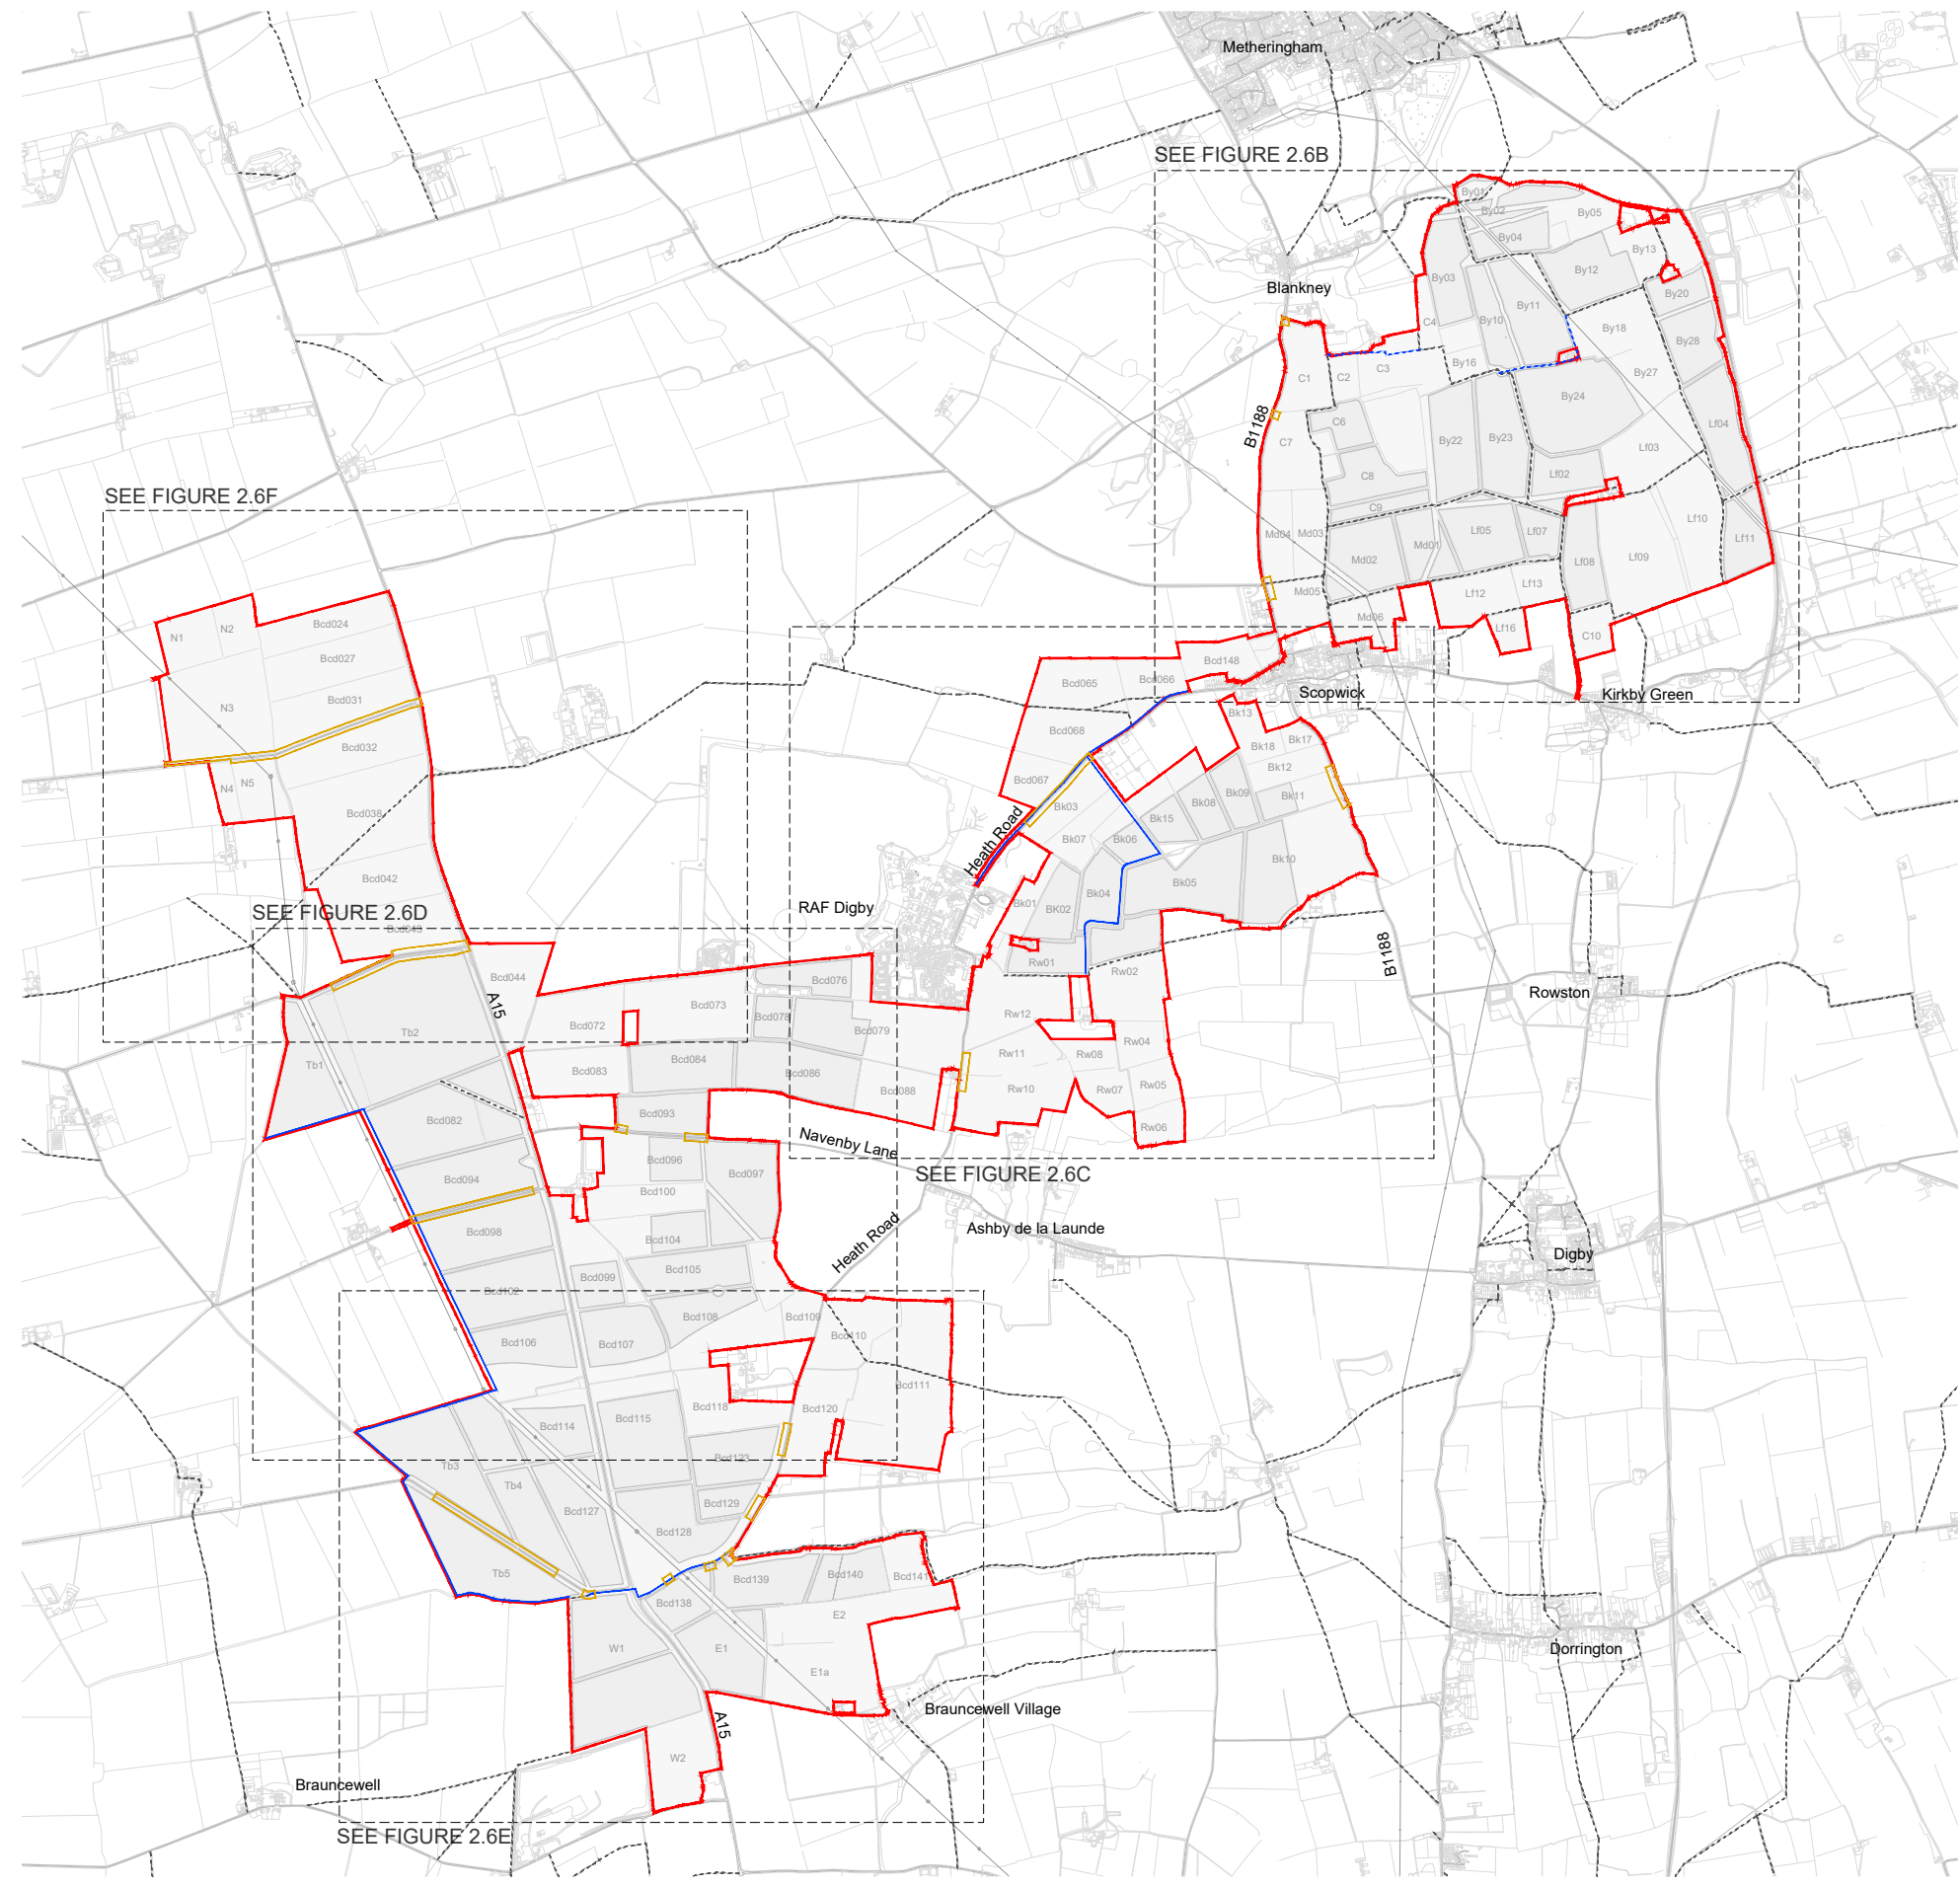 Metheringham
SEE FIGURE 2.6B
By01
By02
By05
By04
By13
By03
By12
Blankney
By20
By11
By10
C4
By18
By28
By16
C3
C2
C1
By27
By24
B1188
Lf04
C6
C7
By22
By23
Lf03
C8
Lf02
SEE FIGURE 2.6F
C9
Lf10
Md04
Md03
Md01
Lf05
Lf07
Lf11
Md02
Lf08
Lf09
Lf13
Md05
Lf12
Md06
Lf16
C10
N1
N2
Bcd024
Bcd027
Bcd031
N3
Bcd032
N5
N4
Bcd038
Bcd042
Bcd148
Bcd065
Bcd066
Scopwick
Kirkby Green
Bcd068
Bk13
Bk17
Bk18
Bk12
Bcd067
Bk03
Bk08
Bk09
Bk11
Bk15
Heath Road
Bk07
Bk06
Bk10
Bk04
Bk05
Bk01
BK02
RAF Digby
SEE FIGURE 2.6D
B1188
Rw01
Rw02
Bcd044
Bcd076
Rowston
A15
Bcd073
Bcd078
Rw12
Bcd072
Bcd079
Tb2
Tb1
Rw04
Rw11
Rw08
Bcd084
Bcd083
Bcd086
Rw10
Rw07
Rw05
Bcd088
Bcd093
Bcd082
Rw06
Navenby Lane
Bcd096
SEE FIGURE 2.6C
Bcd097
Bcd094
Bcd100
Heath Road
Ashby de la Launde
Bcd098
Bcd104
Digby
Bcd105
Bcd099
Bcd102
Bcd108
Bcd109
Bcd110
Bcd106
Bcd107
Bcd111
Bcd118
Bcd120
Bcd115
Bcd114
Bcd123
Tb3
Tb4
Bcd129
Bcd127
Bcd128
Tb5
Bcd139
Bcd140
Bcd141
Bcd138
E2
W1
E1
Dorrington
E1a
Brauncewell Village
A15
W2
Brauncewell
SEE FIGURE 2.6E